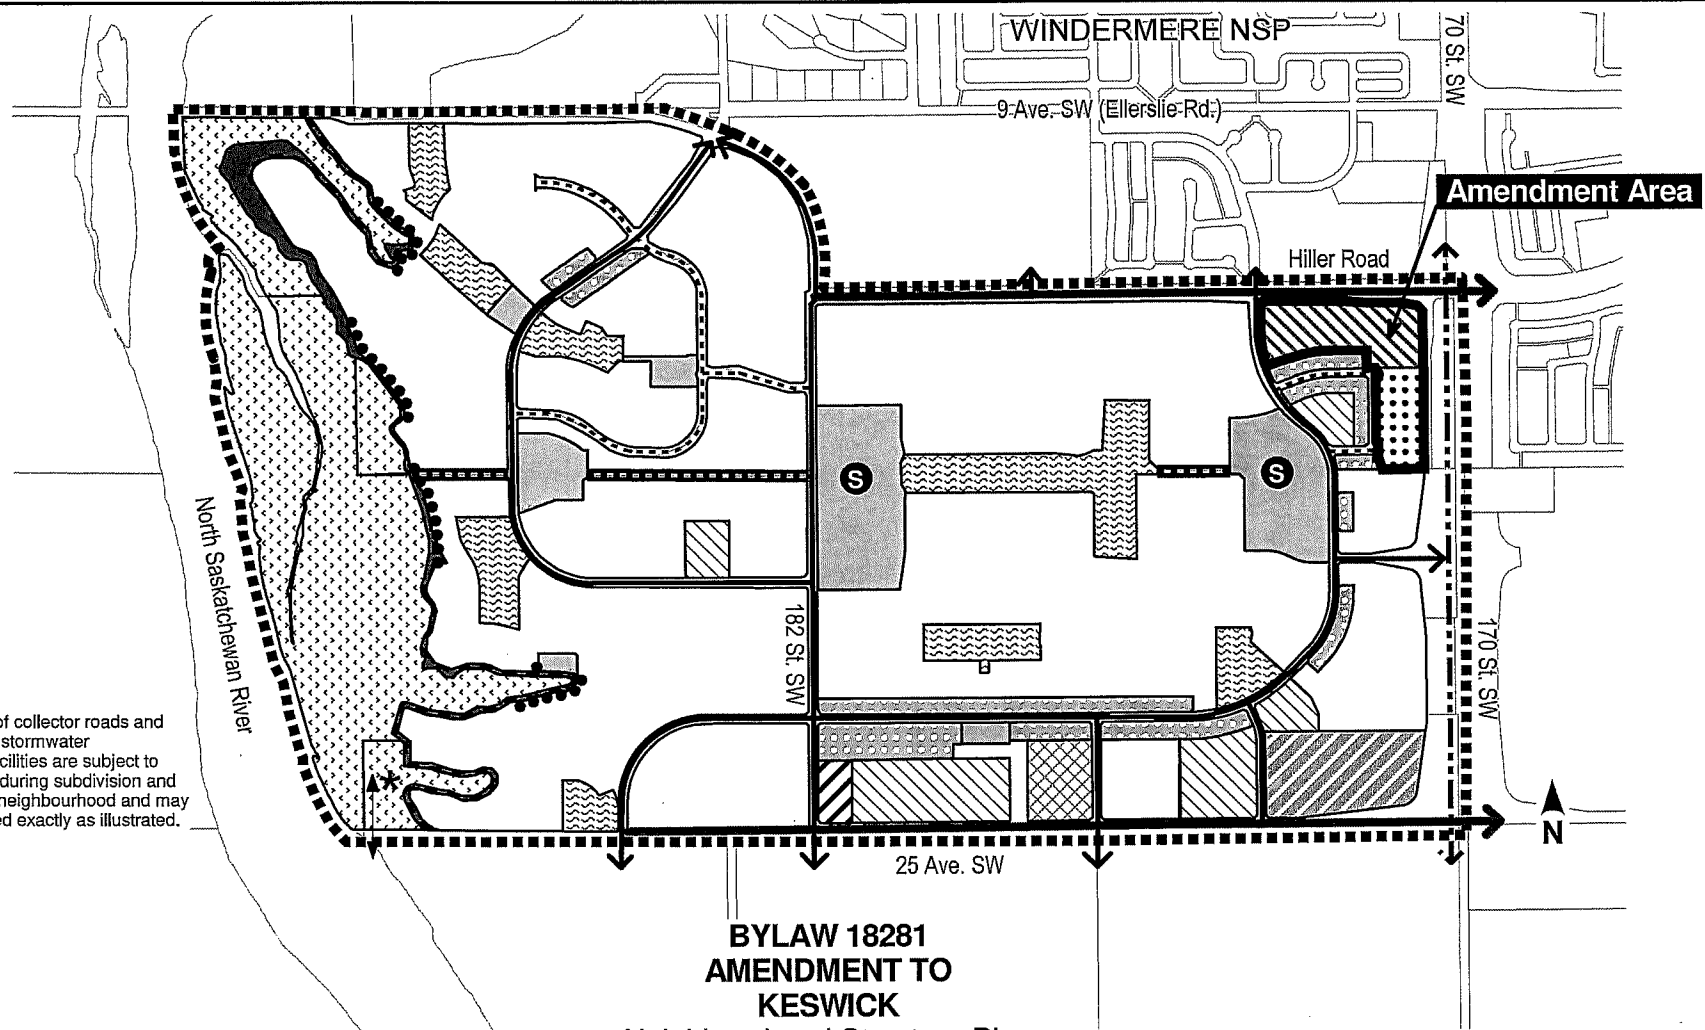 WINDERMERE NSP
70 St. SW
9 Ave. SW (Ellerslie Rd.)
Amendment Area
Hiller Road
S
S
North Saskatchewan River
182 St. SW
170 St. SW
of collector roads and
stormwater
cilities are subject to
during subdivision and
neighbourhood and may
ed exactly as illustrated.
*
N
25 Ave. SW
BYLAW 18281
AMENDMENT TO
KESWICK